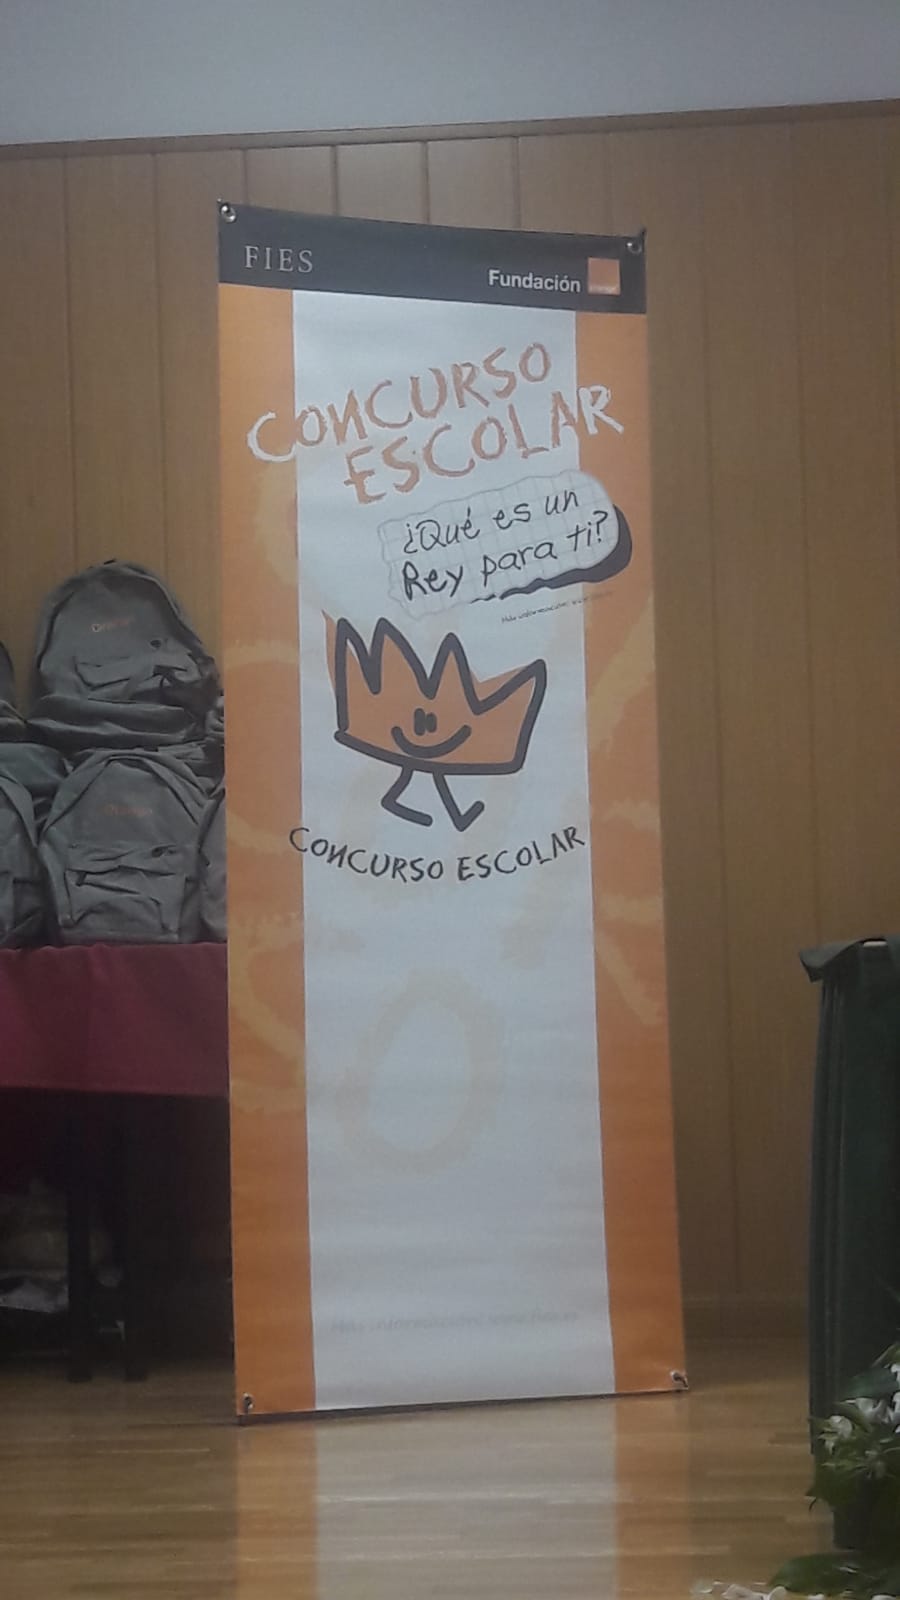 FIES
Fundación
CONCURSO
ESCOLAR
¿Qué es un
Rey para ti?
CONCURSO ESCOLAR